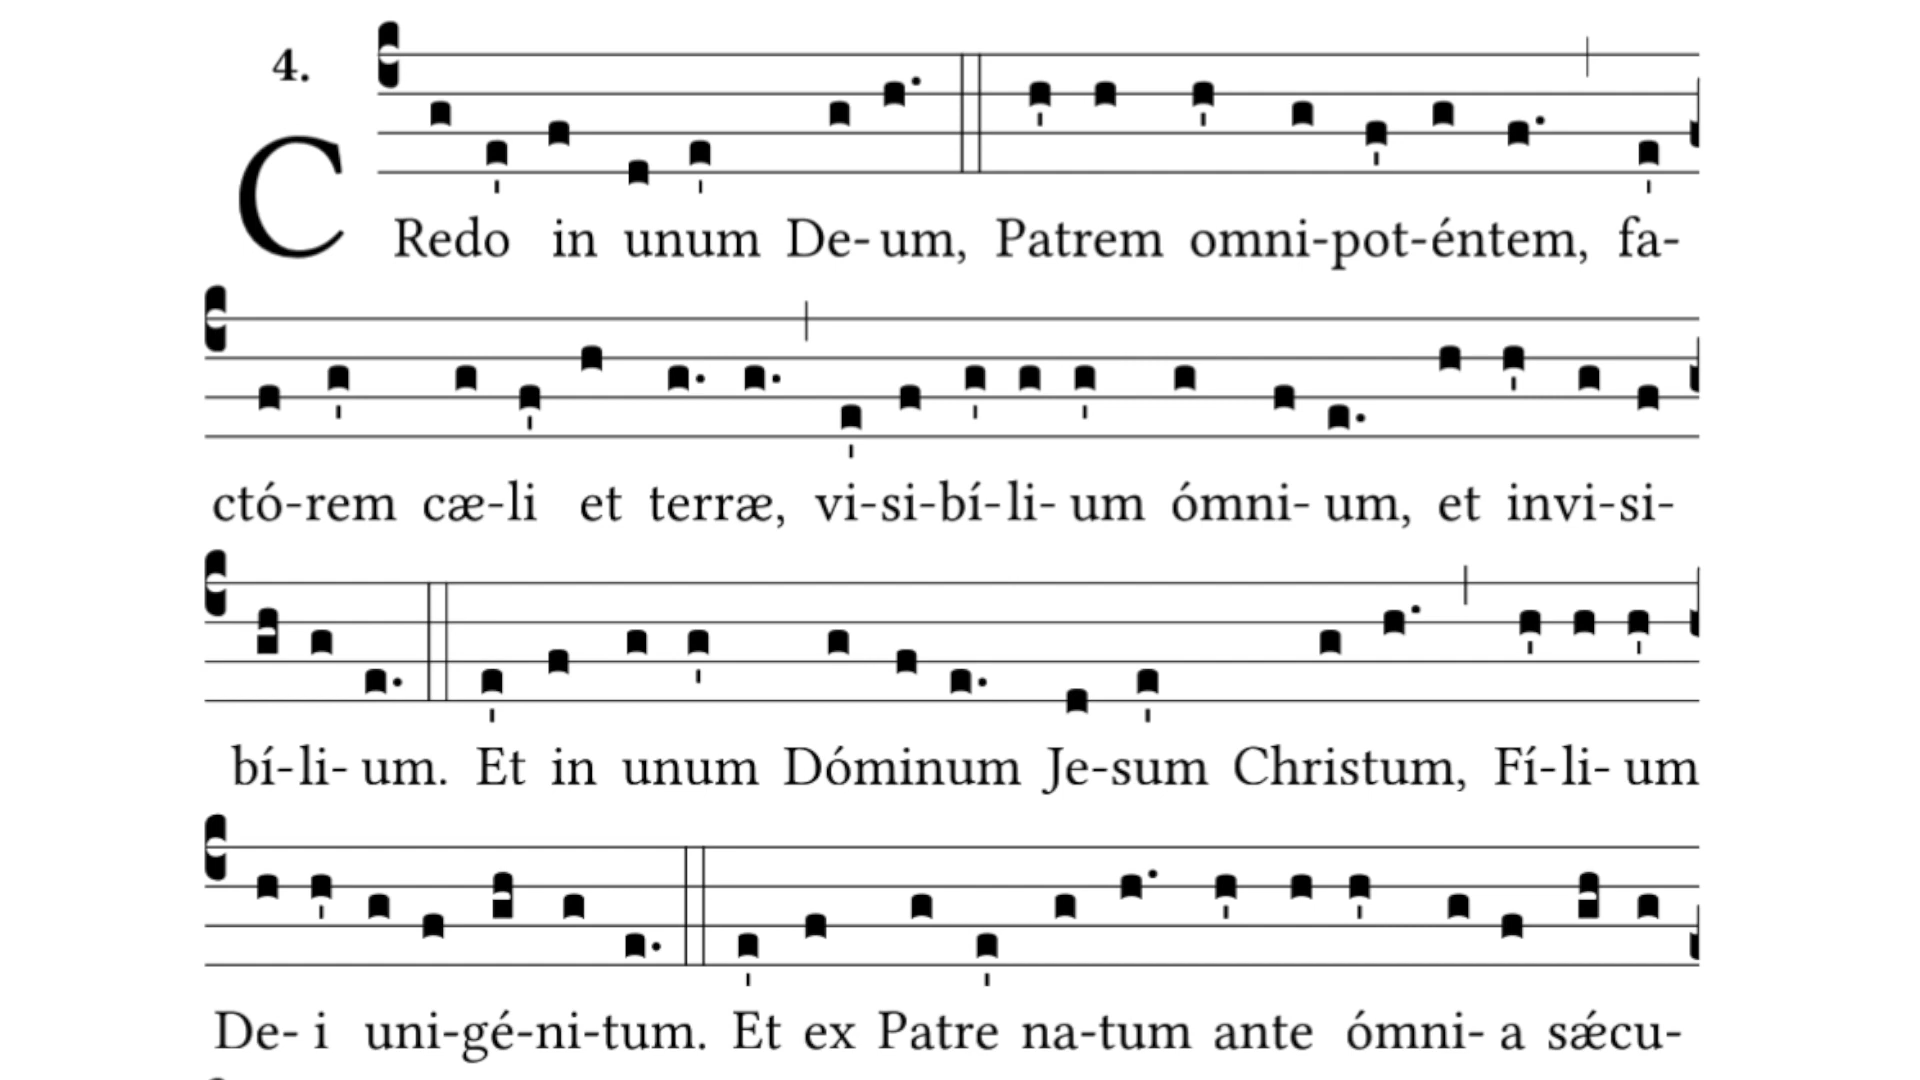 4.
CRedo in unum De-um, Patrem omni-pot-éntem, fa-
ctó-rem cæ-li et terræ, vi-si-bí-li-um ómni-um, et invi-si-
bí-li-um. Et in unum Dóminum Je-sum Christum, Fí-li-um
De-i uni-gé-ni-tum. Et ex Patre na-tum ante ómni-a sǽcu-